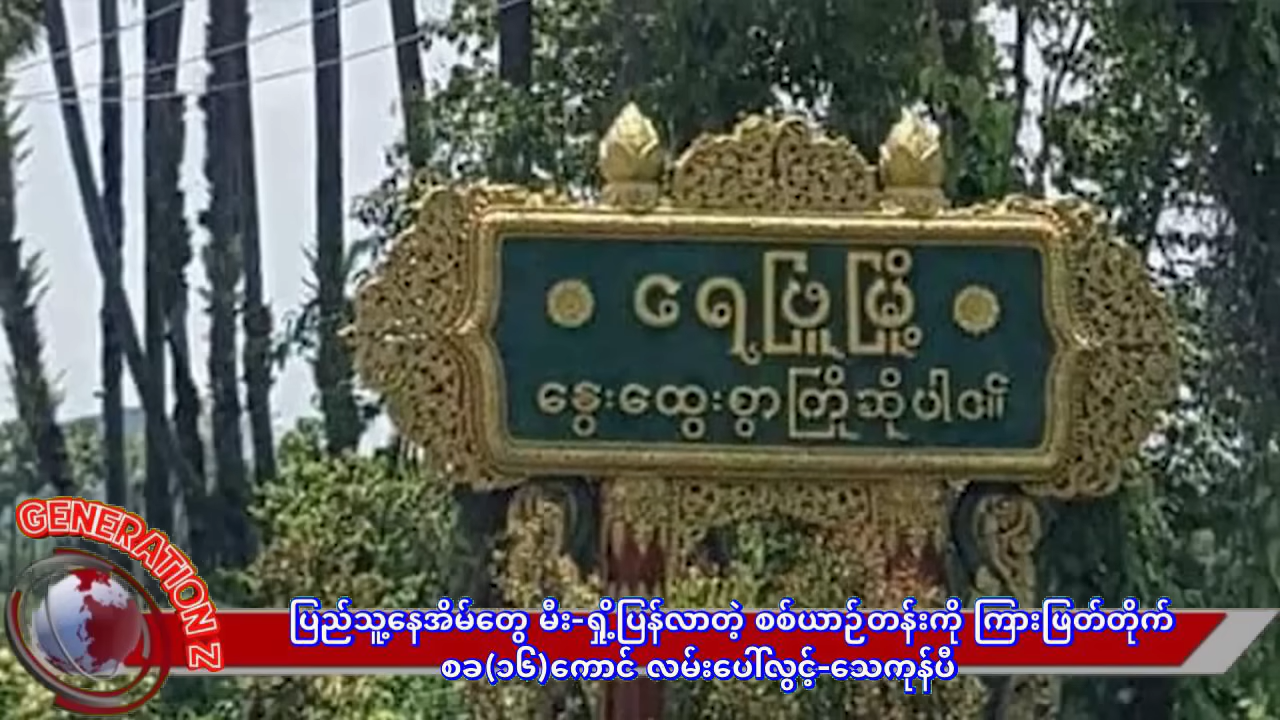 ရေဖြူမြို့
နွေးထွေးစွာကြိုဆိုပါ၏
GENERATION Z
ပြည်သူ့နေအိမ်တွေ မီး-ရှို့ပြန်လာတဲ့ စစ်ယာဉ်တန်းကို ကြားဖြတ်တိုက်
စခ(၁၆)ကောင် လမ်းပေါ်လွင့်-သေကုန်ပီ